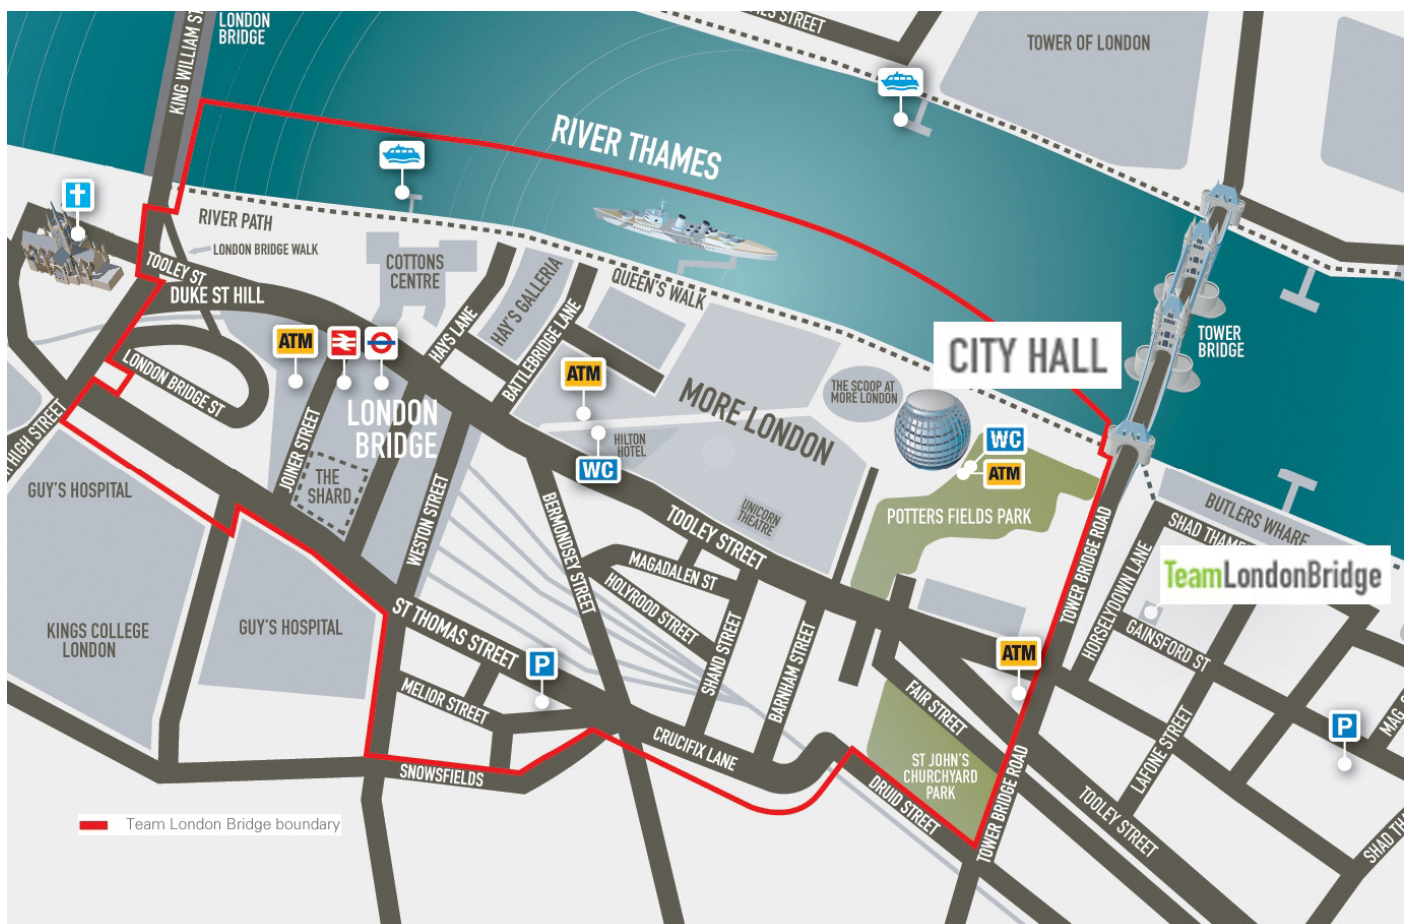 KING WILLIAM ST
LONDON
BRIDGE
TOWER OF LONDON
RIVER THAMES
RIVER PATH
LONDON BRIDGE WALK
TOOLEY ST
DUKE ST HILL
COTTONS
CENTRE
HAYS LANE
HAY'S GALLERIA
BATTLEBRIDGE LANE
QUEEN'S WALK
CITY HALL
TOWER
BRIDGE
ATM
LONDON BRIDGE ST
LONDON
BRIDGE
ATM
MORE LONDON
THE SCOOP AT
MORE LONDON
HIGH STREET
JOINER STREET
THE
SHARD
HILTON
HOTEL
WC
WC
ATM
GUY'S HOSPITAL
WESTON STREET
BERMONDSEY STREET
UNICORN
THEATRE
TOOLEY STREET
POTTERS FIELDS PARK
TOWER BRIDGE ROAD
BUTLERS WHARF
SHAD THAMES
HORSELYDOWN LANE
TeamLondonBridge
MAGADALEN ST
HOLYROOD STREET
SHAND STREET
BARNHAM STREET
GAINSFORD ST
KINGS COLLEGE
LONDON
GUY'S HOSPITAL
ST THOMAS STREET
P
ATM
MELIOR STREET
FAIR STREET
LAFONE STREET
MAG.
P
SNOWSFIELDS
CRUCIFIX LANE
ST JOHN'S
CHURCHYARD
PARK
DRUID STREET
TOWER BRIDGE ROAD
TOOLEY STREET
SHAD THA
Team London Bridge boundary